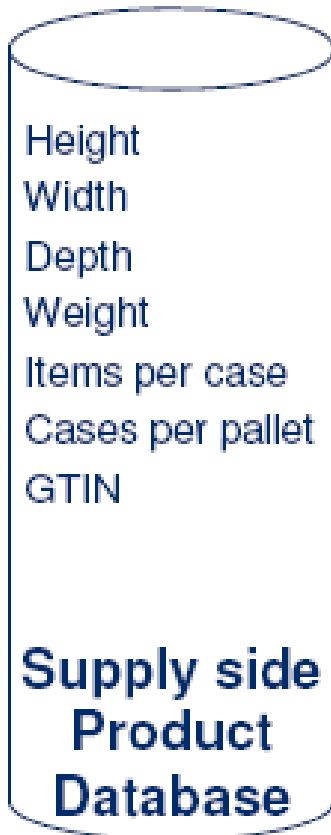 Height
Width
Depth
Weight
Items per case
Cases per pallet
GTIN
Supply side
Product
Database